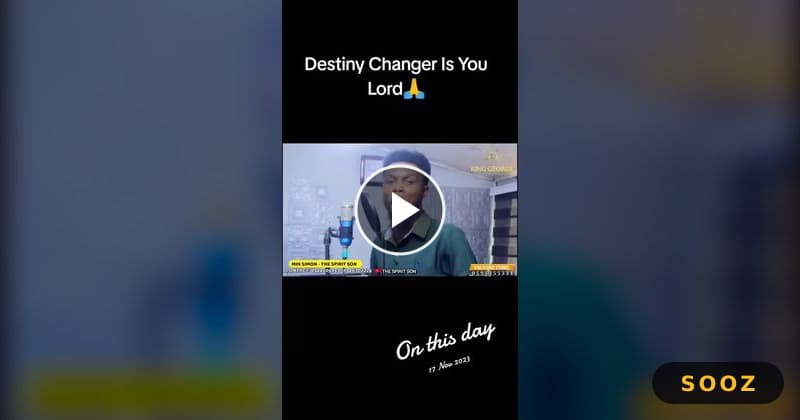 Destiny Changer Is You
Lord🙏
KING GEORGE
MIN SIMON - THE SPIRIT SON
THE SPIRIT SON
On this day
17 Nov 2023
SOOZ